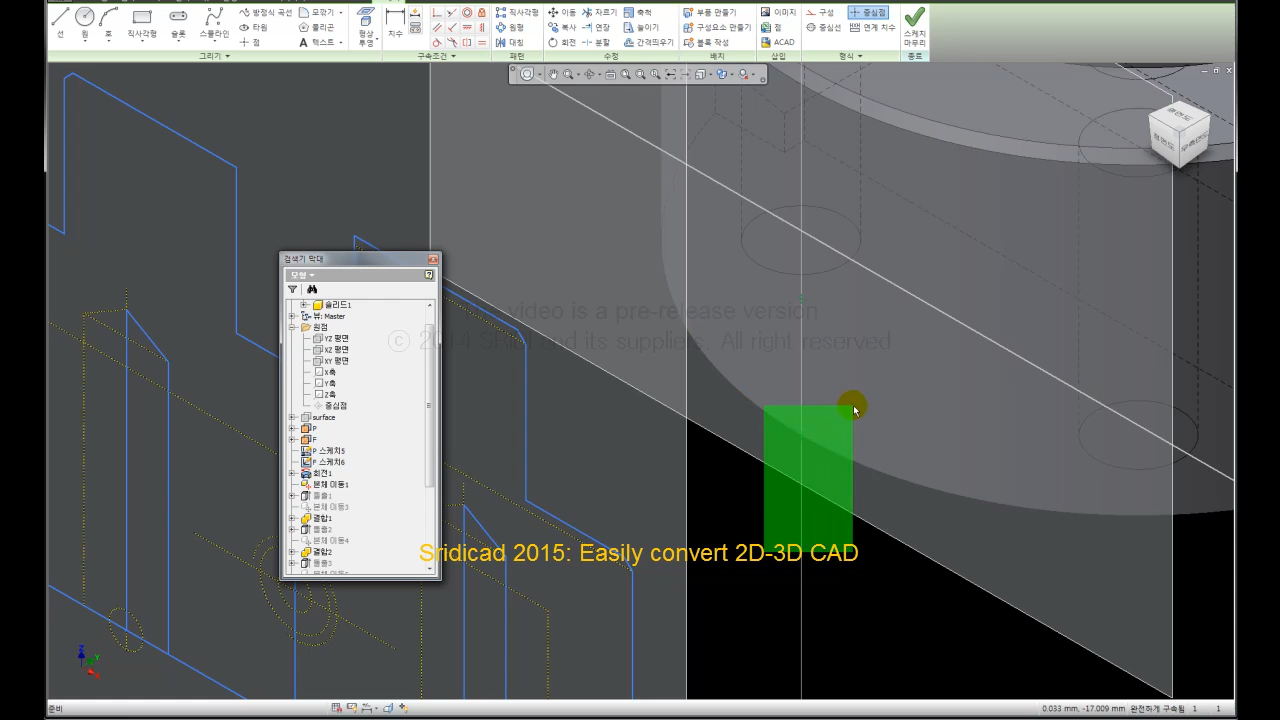 방정식 곡선
모깎기
직사각형
이동
자르기
축척
부품 만들기
이미지
구성
중심점
타원
폴리곤
원형
복사
연장
늘이기
구성요소 만들기
점
중심선
연계 치수
선
원
호
직사각형
슬롯
스플라인
점
텍스트
형상 투영
치수
대칭
회전
분할
간격띄우기
블록 작성
ACAD
스케치 마무리
그리기
구속조건
패턴
수정
배치
삽입
형식
종료
검색기 막대
모형
솔리드1
뷰: Master
원점
YZ 평면
XZ 평면
XY 평면
X축
Y축
Z축
중심점
surface
P
F
P 스케치5
F 스케치6
회전1
본체 이동1
돌출1
본체 이동3
결합1
돌출2
본체 이동4
결합2
돌출3
video is a pre-release version
© 2014 SRidi and its suppliers. All right reserved
Sridicad 2015: Easily convert 2D-3D CAD
Z
Y
준비
0.033 mm, -17.009 mm 완전하게 구속됨 1 1